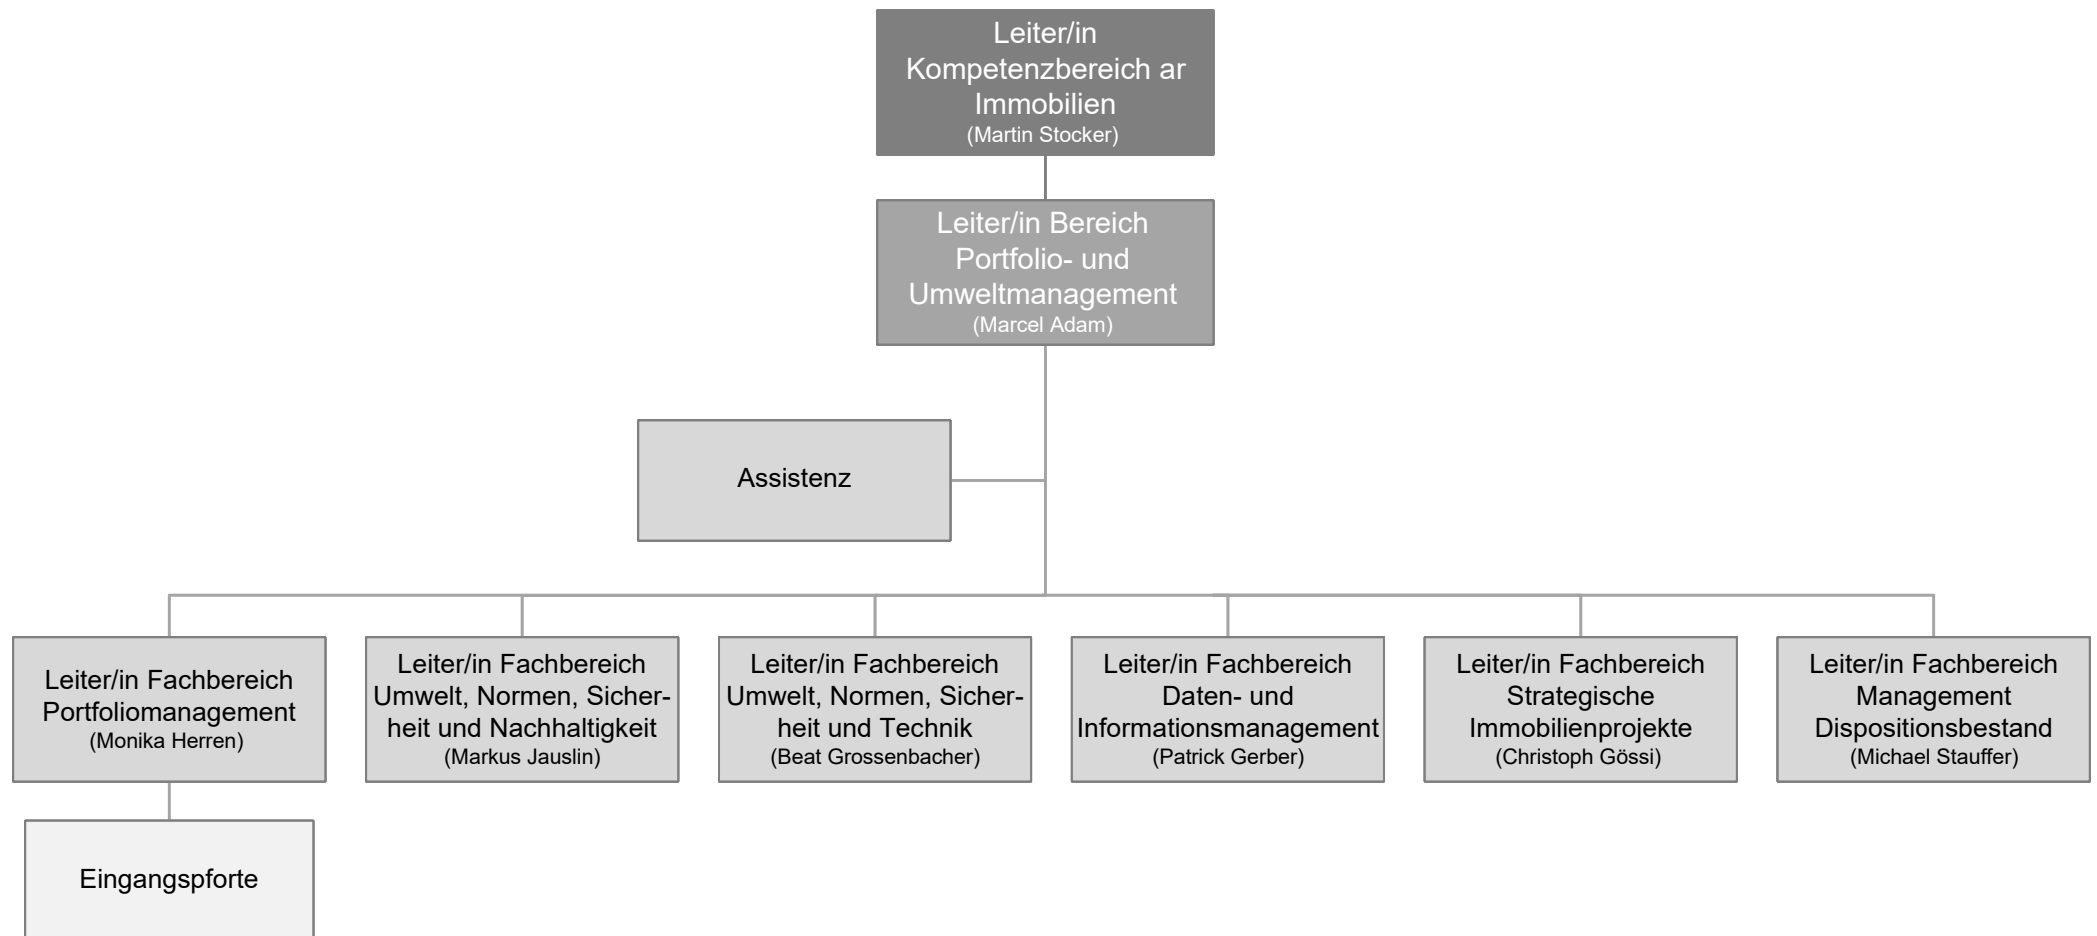 Leiter/in
Kompetenzbereich ar
Immobilien
(Martin Stocker)
Leiter/in Bereich
Portfolio- und
Umweltmanagement
(Marcel Adam)
Assistenz
Leiter/in Fachbereich
Portfoliomanagement
(Monika Herren)
Leiter/in Fachbereich
Umwelt, Normen, Sicher-
heit und Nachhaltigkeit
(Markus Jauslin)
Leiter/in Fachbereich
Umwelt, Normen, Sicher-
heit und Technik
(Beat Grossenbacher)
Leiter/in Fachbereich
Daten- und
Informationsmanagement
(Patrick Gerber)
Leiter/in Fachbereich
Strategische
Immobilienprojekte
(Christoph Gössi)
Leiter/in Fachbereich
Management
Dispositionsbestand
(Michael Stauffer)
Eingangspforte